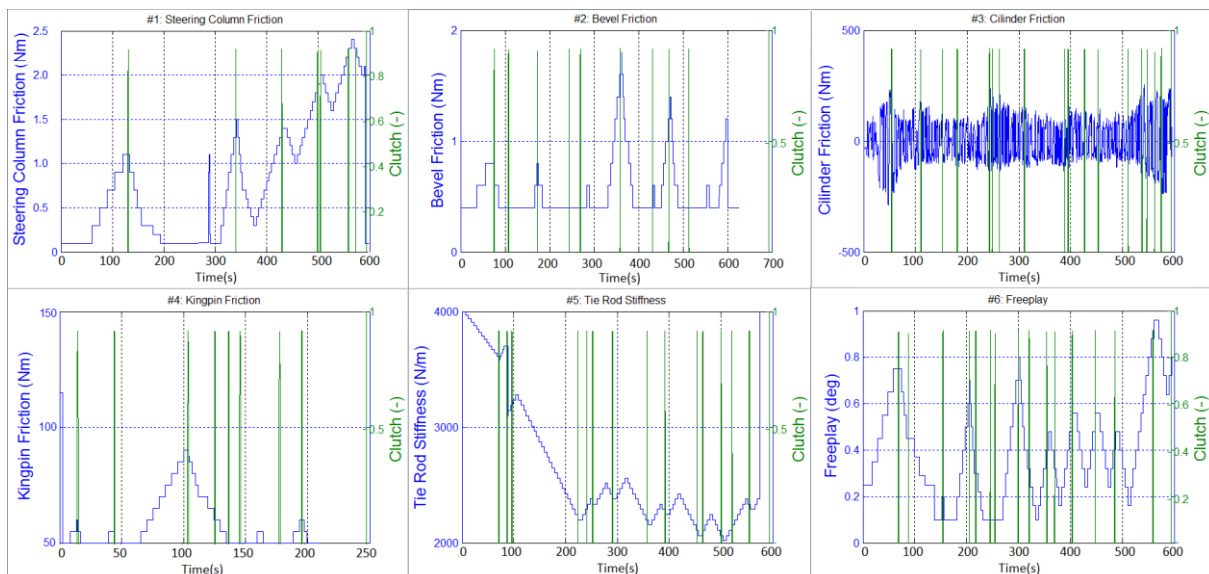 #1: Steering Column Friction
Steering Column Friction (Nm)
2.5
2.0
1.5
1.0
0.5
0
1
0.8
0.6
0.4
0.2
Clutch (-)
0 100 200 300 400 500 600
Time(s)
#2: Bevel Friction
Bevel Friction (Nm)
2
1
0
1
0.5
Clutch (-)
0 100 200 300 400 500 600 700
Time(s)
#3: Cilinder Friction
Cilinder Friction (Nm)
500
0
-500
1
0.5
Clutch (-)
0 100 200 300 400 500 600
Time(s)
#4: Kingpin Friction
Kingpin Friction (Nm)
150
100
50
1
0.5
Clutch (-)
0 50 100 150 200 250
Time(s)
#5: Tie Rod Stiffness
Tie Rod Stiffness (N/m)
4000
3000
2000
1
0.5
Clutch (-)
0 100 200 300 400 500 600
Time(s)
#6: Freeplay
Freeplay (deg)
1
0.8
0.6
0.4
0.2
0
1
0.8
0.6
0.4
0.2
Clutch (-)
0 100 200 300 400 500 600
Time(s)